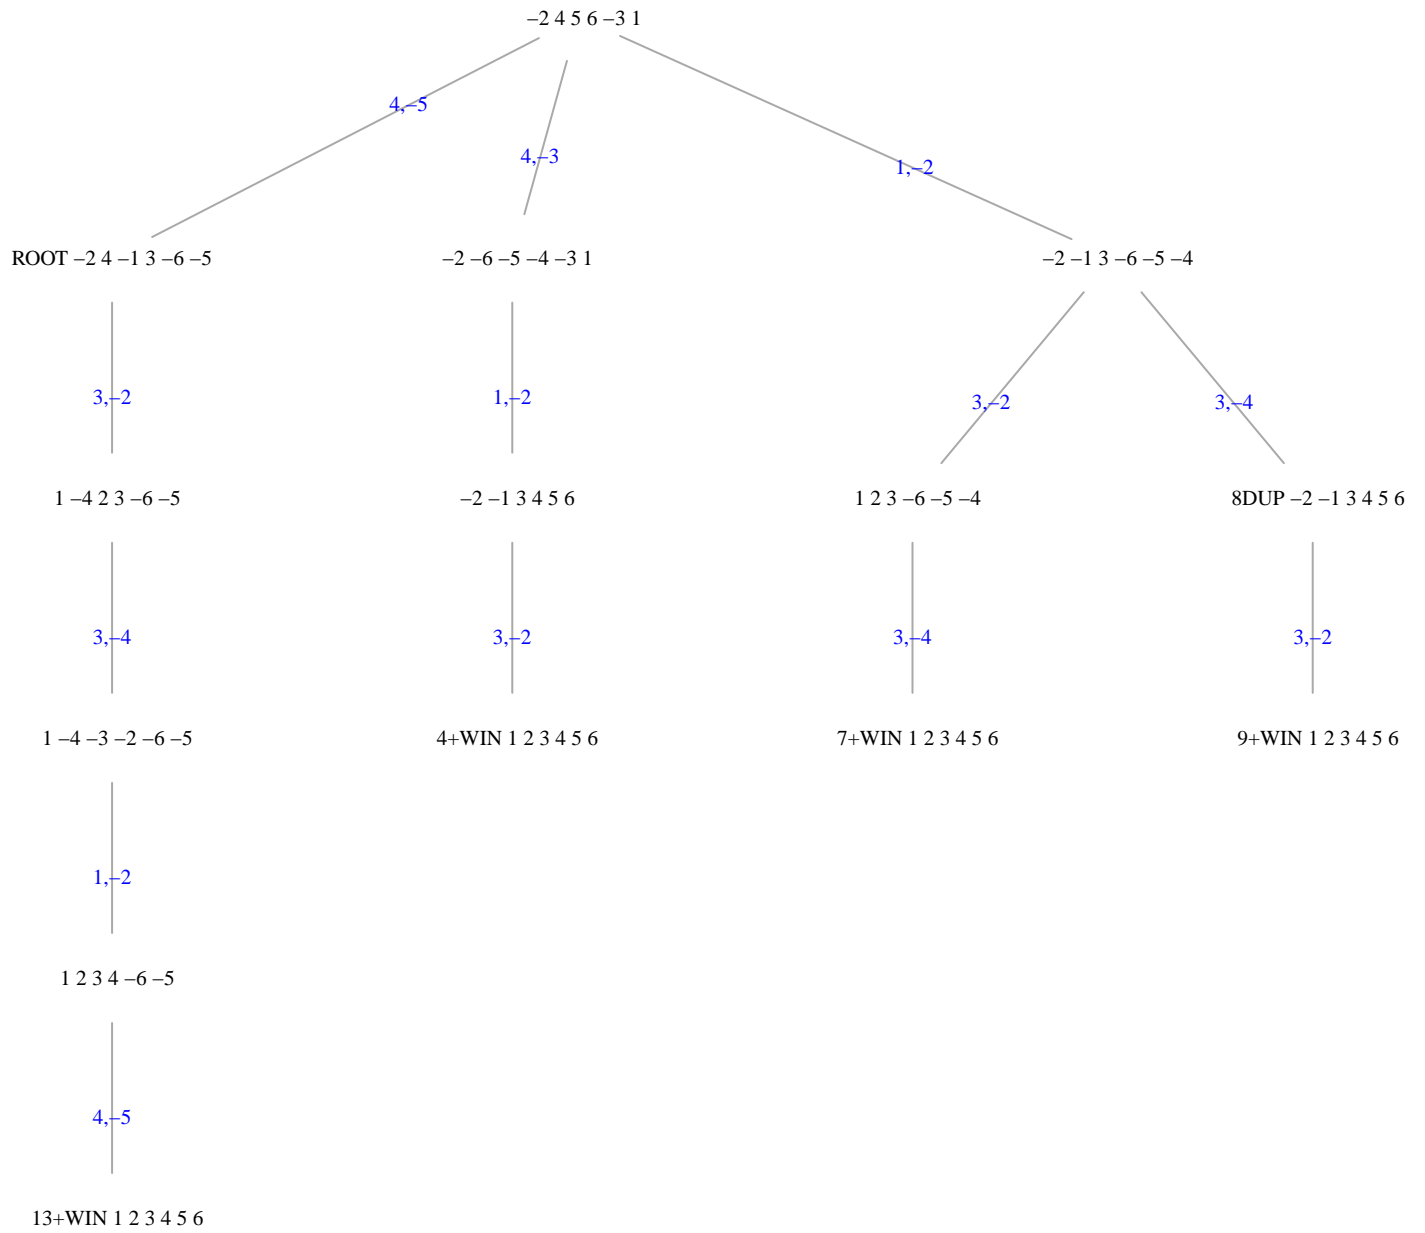 –2 4 5 6 –3 1
4,–5
4,–3
1,–2
ROOT –2 4 –1 3 –6 –5
–2 –6 –5 –4 –3 1
–2 –1 3 –6 –5 –4
3,–2
1,–2
3,–2
3,–4
1 –4 2 3 –6 –5
–2 –1 3 4 5 6
1 2 3 –6 –5 –4
8DUP –2 –1 3 4 5 6
3,–4
3,–2
3,–4
3,–2
1 –4 –3 –2 –6 –5
4+WIN 1 2 3 4 5 6
7+WIN 1 2 3 4 5 6
9+WIN 1 2 3 4 5 6
1,–2
1 2 3 4 –6 –5
4,–5
13+WIN 1 2 3 4 5 6